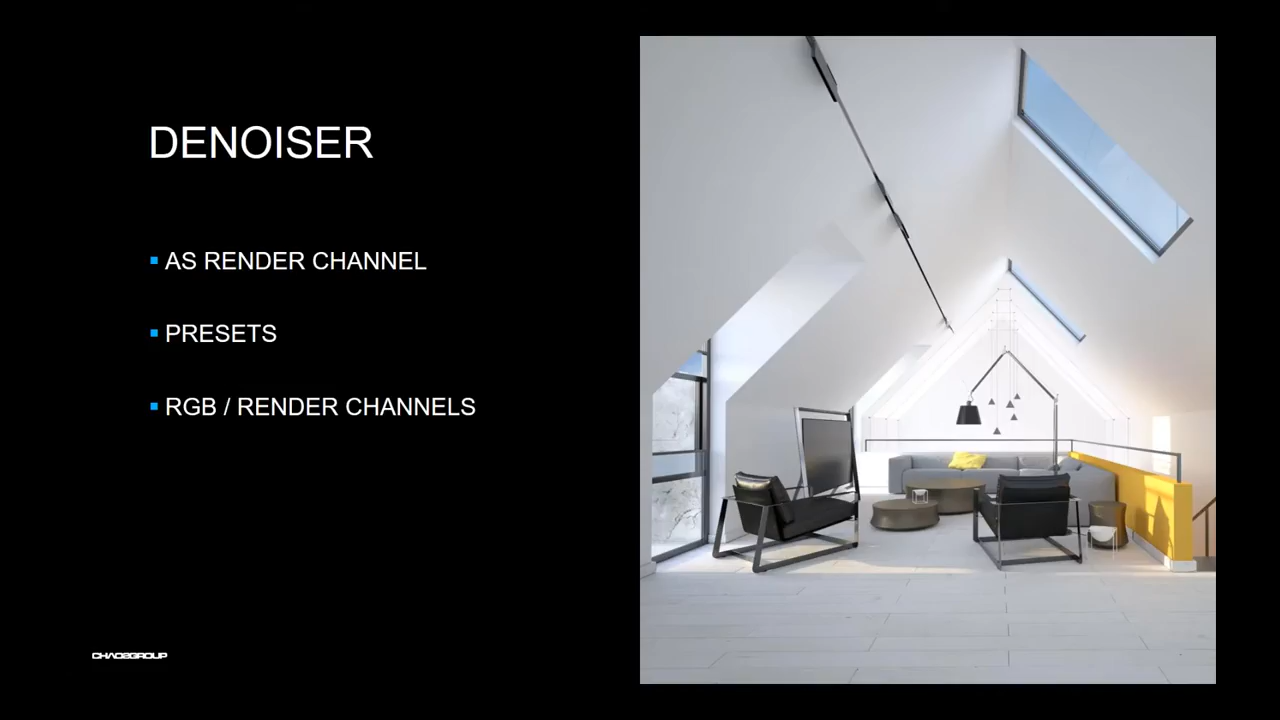 DENOISER
AS RENDER CHANNEL
PRESETS
RGB / RENDER CHANNELS
CHAOSGROUP